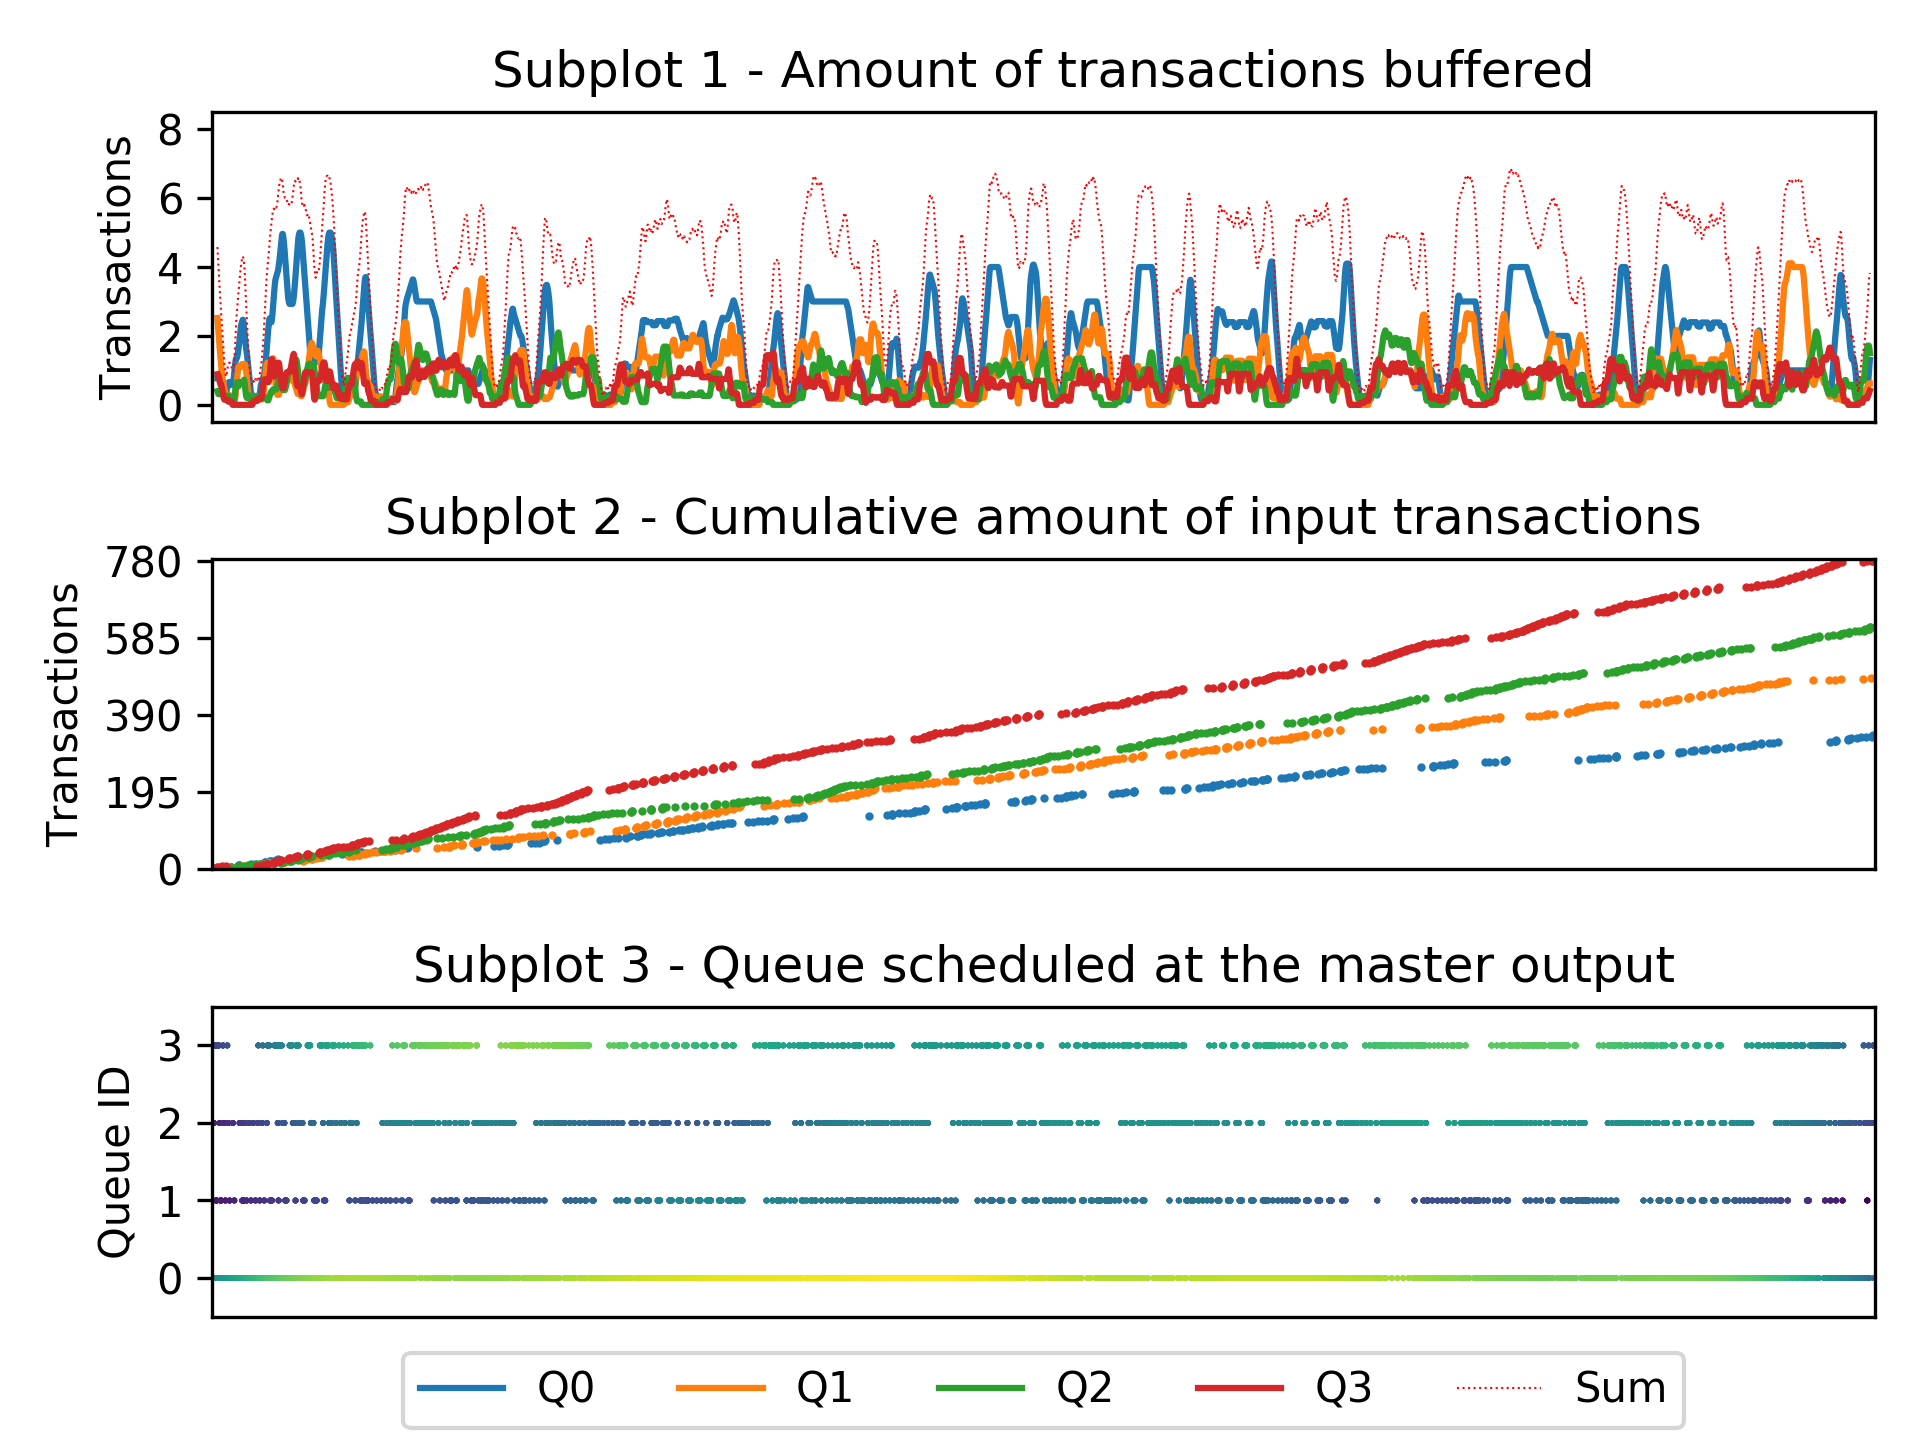 Subplot 1 - Amount of transactions buffered
Transactions
8
6
4
2
0
Subplot 2 - Cumulative amount of input transactions
Transactions
780
585
390
195
0
Subplot 3 - Queue scheduled at the master output
Queue ID
3
2
1
0
Q0 Q1 Q2 Q3 Sum